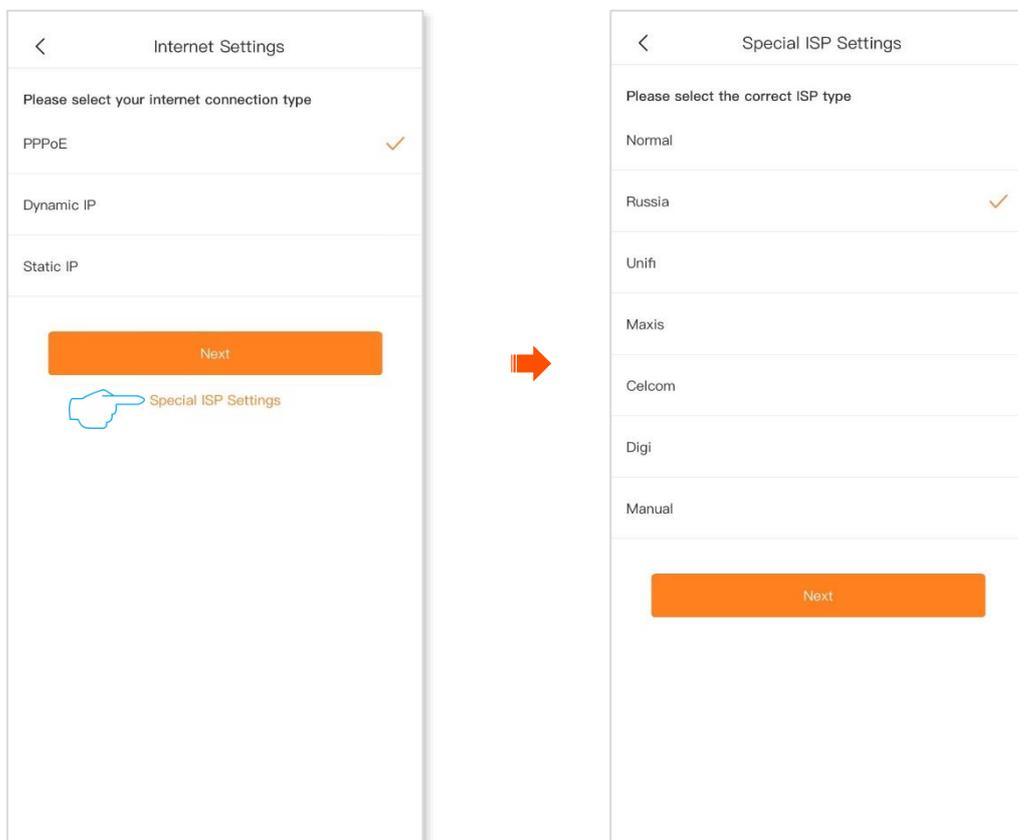 Internet Settings
Please select your internet connection type
PPPoE
Dynamic IP
Static IP
Next
Special ISP Settings
Special ISP Settings
Please select the correct ISP type
Normal
Russia
Unifi
Maxis
Celcom
Digi
Manual
Next